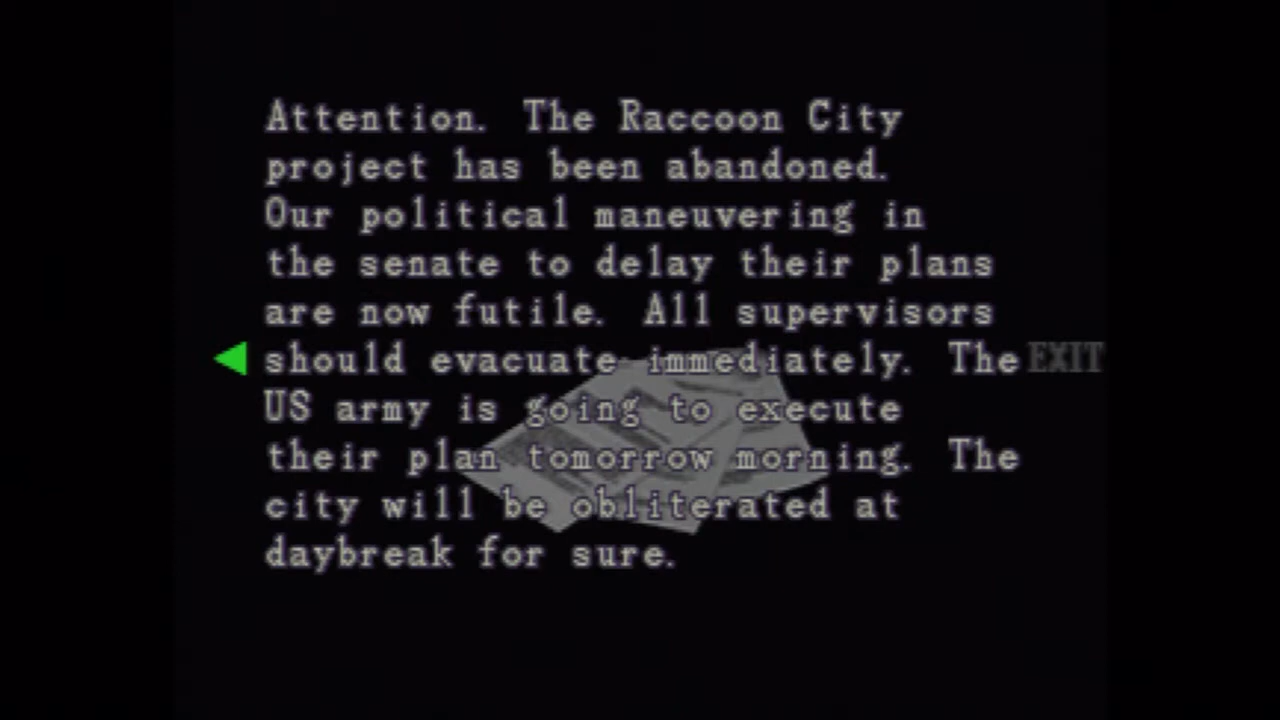 Attention. The Raccoon City
project has been abandoned.
Our political maneuvering in
the senate to delay their plans
are now futile. All supervisors
should evacuate immediately. The
EXIT
US army is going to execute
their plan tomorrow morning. The
city will be obliterated at
daybreak for sure.